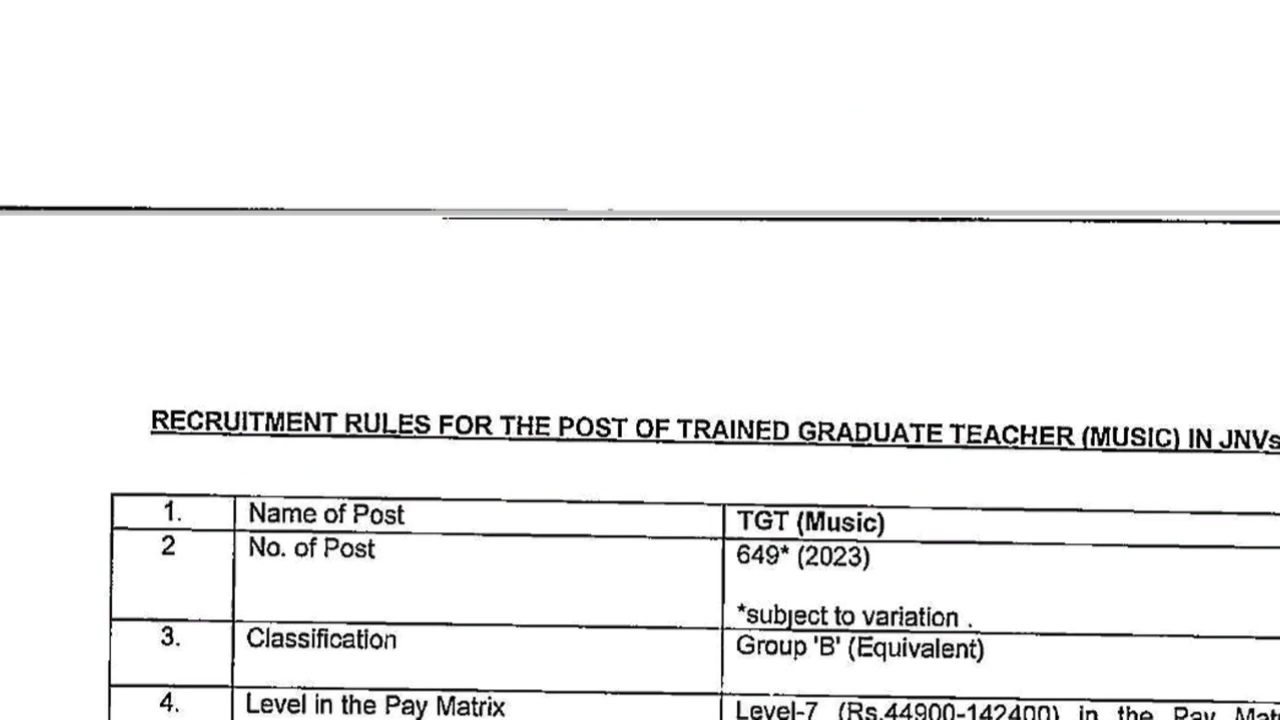 RECRUITMENT RULES FOR THE POST OF TRAINED GRADUATE TEACHER (MUSIC) IN JNVs
1. Name of Post TGT (Music)
2 No. of Post 649* (2023)
*subject to variation .
3. Classification Group 'B' (Equivalent)
4. Level in the Pay Matrix Level-7 (Rs.44900-142400) in the Pay